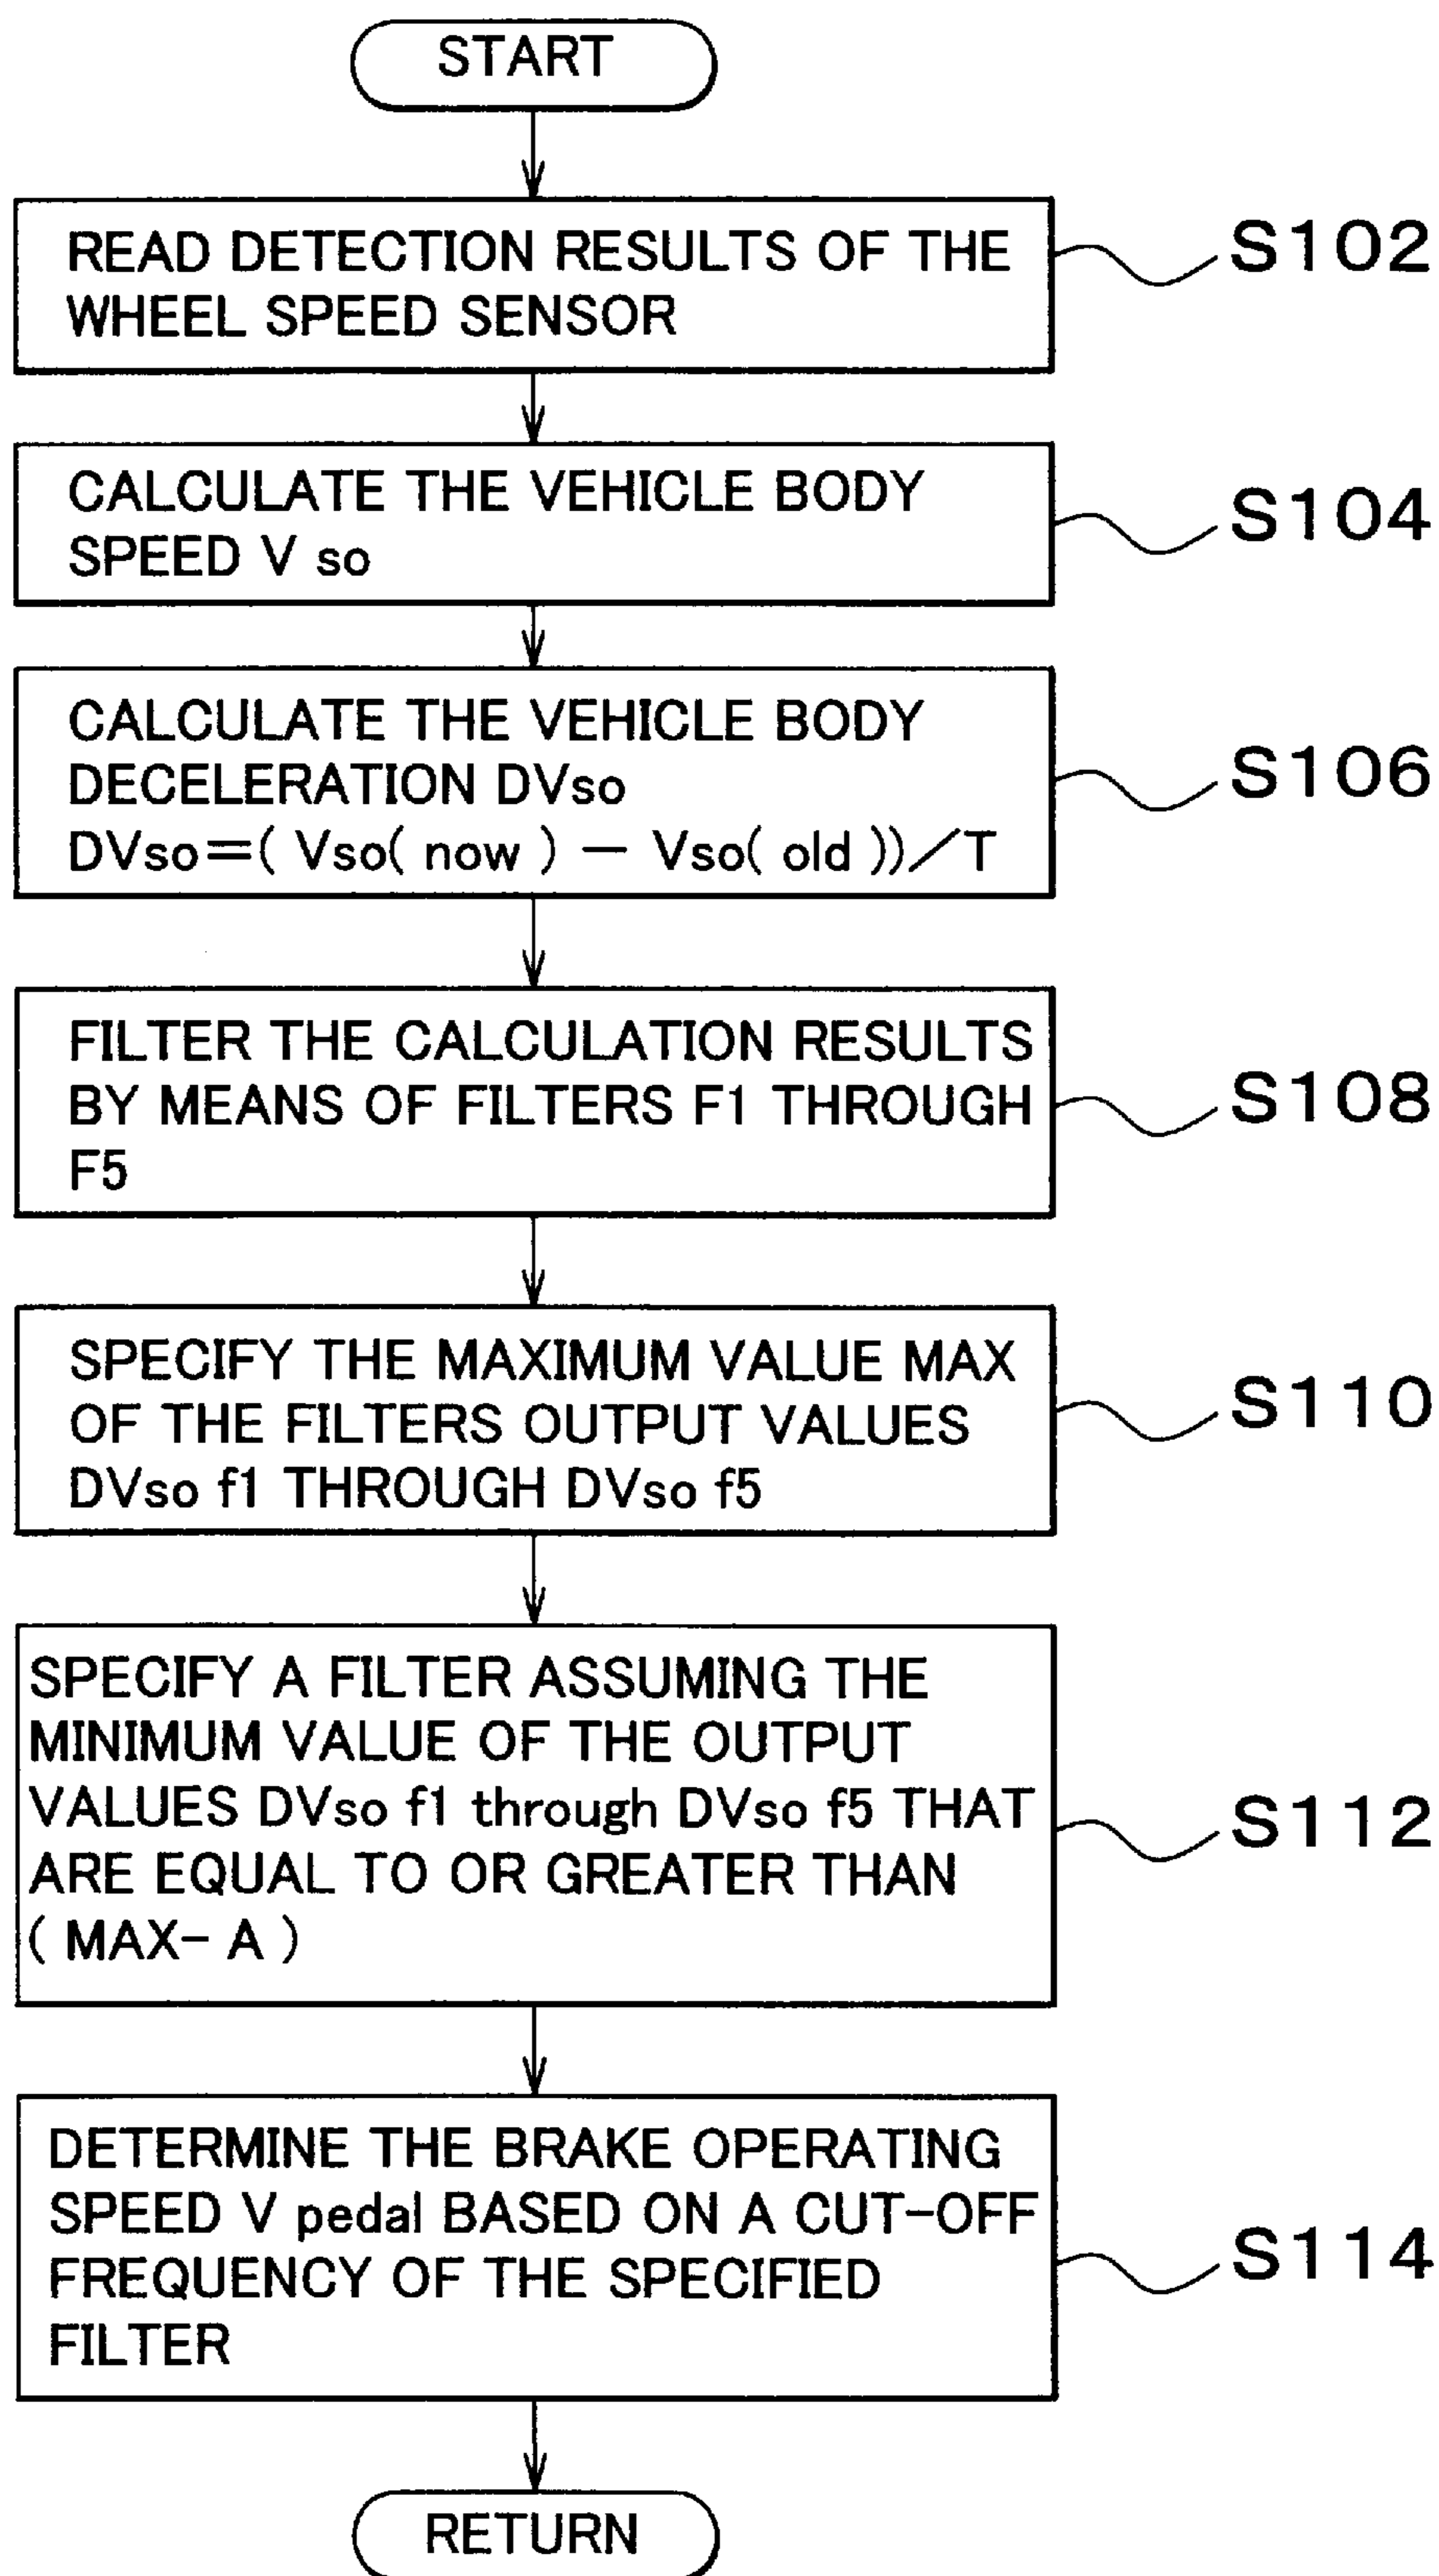 START
READ DETECTION RESULTS OF THE
WHEEL SPEED SENSOR
S102
CALCULATE THE VEHICLE BODY
SPEED V so
S104
CALCULATE THE VEHICLE BODY
DECELERATION DVso
DVso=( Vso( now ) − Vso( old ))／T
S106
FILTER THE CALCULATION RESULTS
BY MEANS OF FILTERS F1 THROUGH
F5
S108
SPECIFY THE MAXIMUM VALUE MAX
OF THE FILTERS OUTPUT VALUES
DVso f1 THROUGH DVso f5
S110
SPECIFY A FILTER ASSUMING THE
MINIMUM VALUE OF THE OUTPUT
VALUES DVso f1 through DVso f5 THAT
ARE EQUAL TO OR GREATER THAN
( MAX- A )
S112
DETERMINE THE BRAKE OPERATING
SPEED V pedal BASED ON A CUT-OFF
FREQUENCY OF THE SPECIFIED
FILTER
S114
RETURN